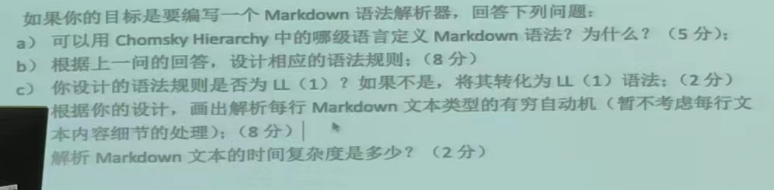 如果你的目标是要编写一个 Markdown 语法解析器，回答下列问题：
a） 可以用 Chomsky Hierarchy 中的哪级语言定义 Markdown 语法？为什么？（5 分）；
b） 根据上一问的回答，设计相应的语法规则；（8 分）
c） 你设计的语法规则是否为 LL（1）？如果不是，将其转化为 LL（1）语法；（2 分）
根据你的设计，画出解析每行 Markdown 文本类型的有穷自动机（暂不考虑每行文
本内容细节的处理）；（8 分）
解析 Markdown 文本的时间复杂度是多少？（2 分）